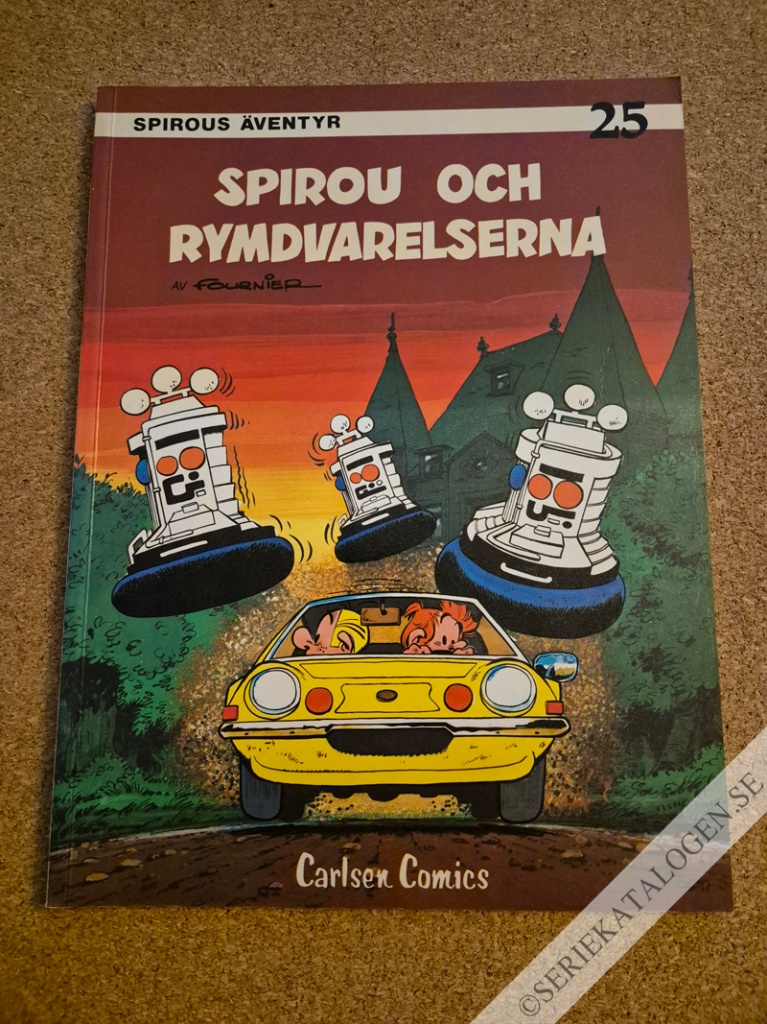 SPIROUS ÄVENTYR
25
SPIROU OCH
RYMDVARELSERNA
AV FOURNIER
Carlsen Comics
©SERIEKATALOGEN.SE